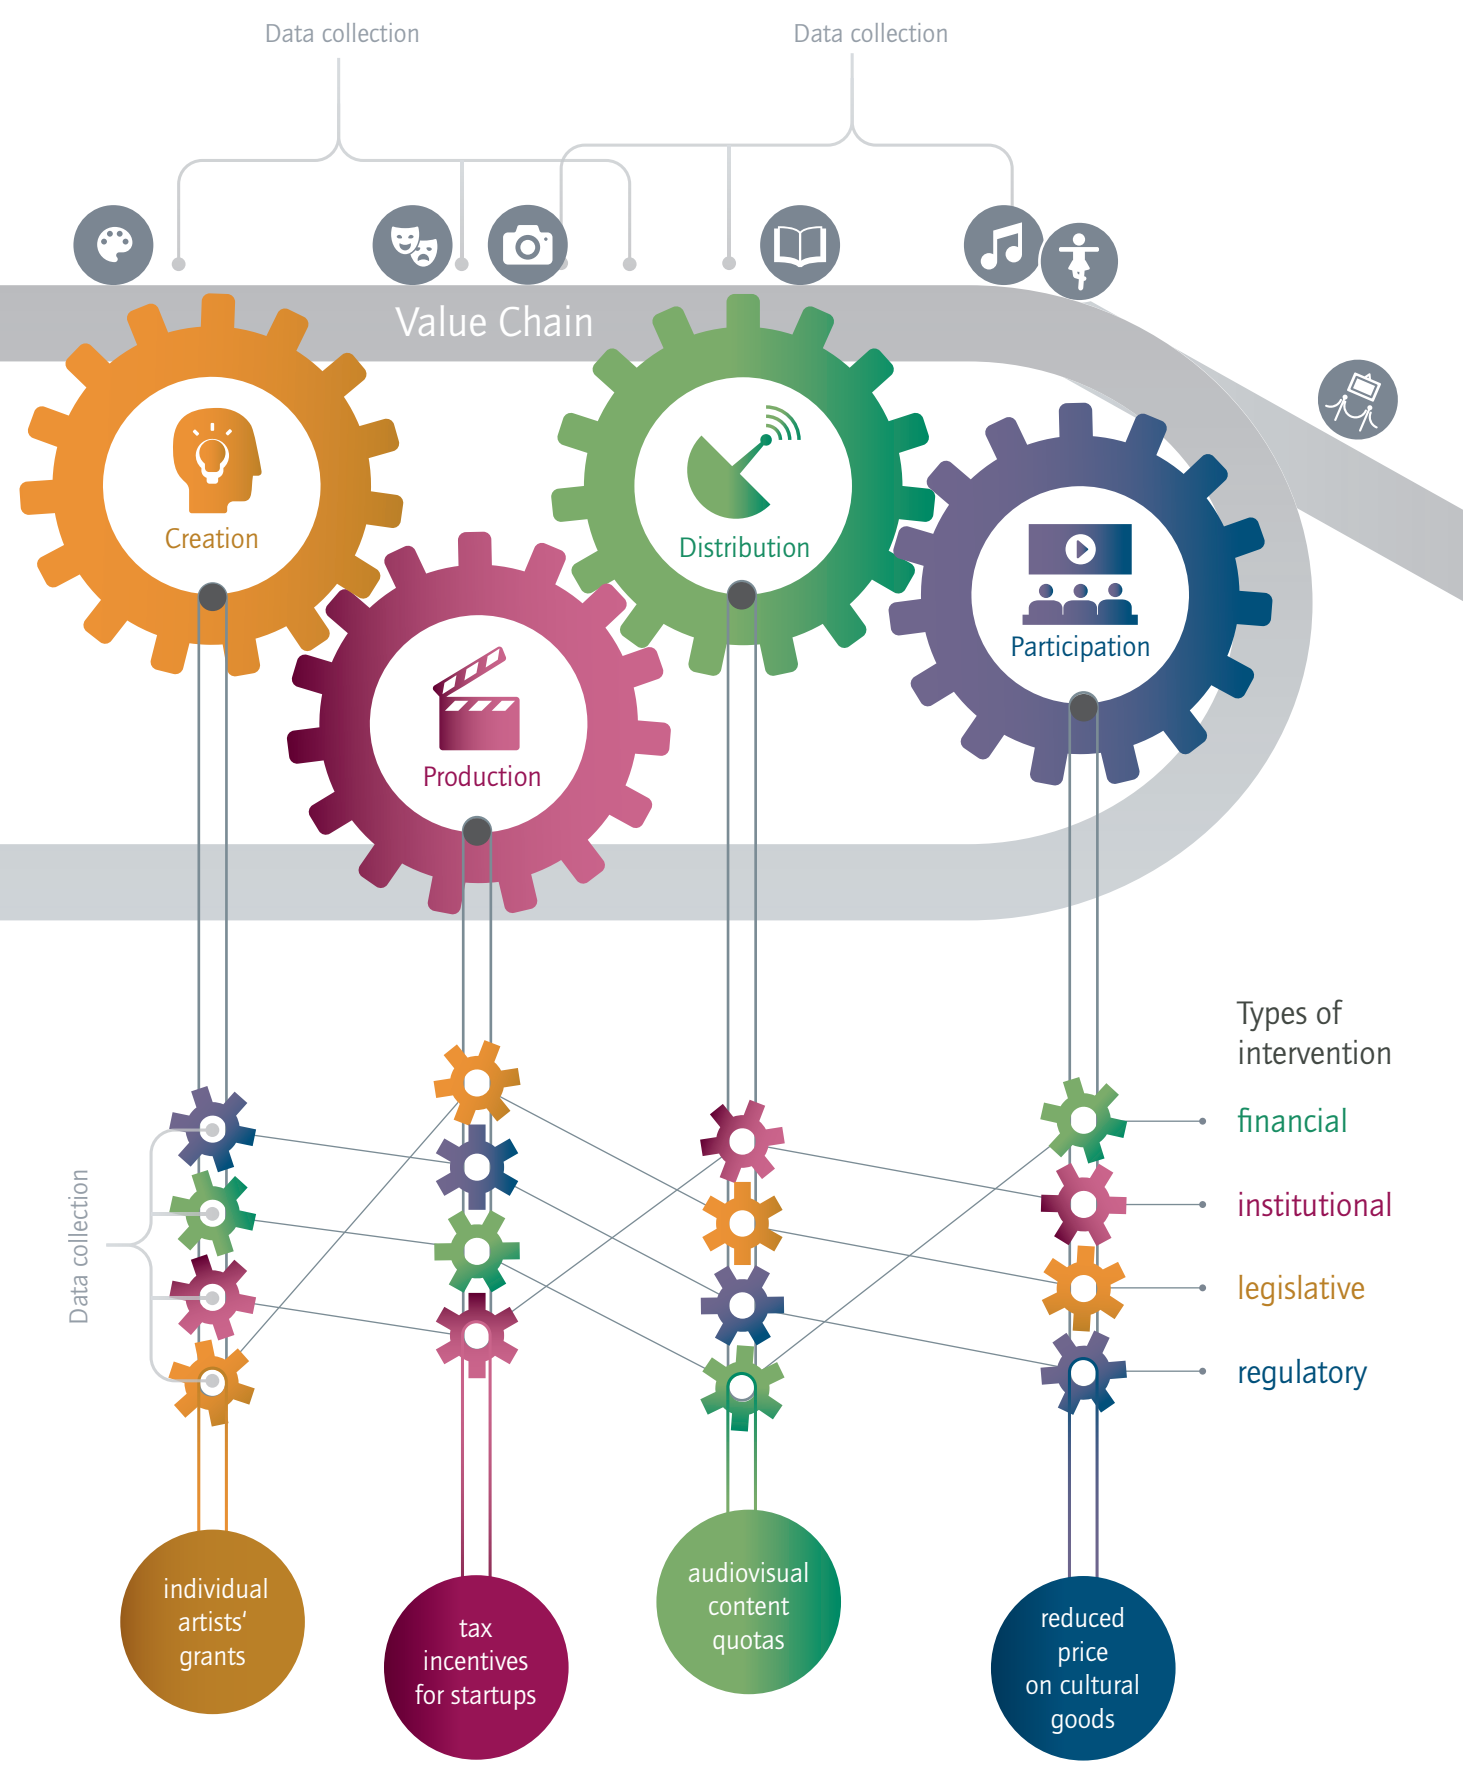 Data collection
Data collection
Value Chain
Creation
Distribution
Participation
Production
Types of
intervention
financial
institutional
legislative
regulatory
Data collection
individual
artists‘
grants
tax
incentives
for startups
audiovisual
content
quotas
reduced
price
on cultural
goods